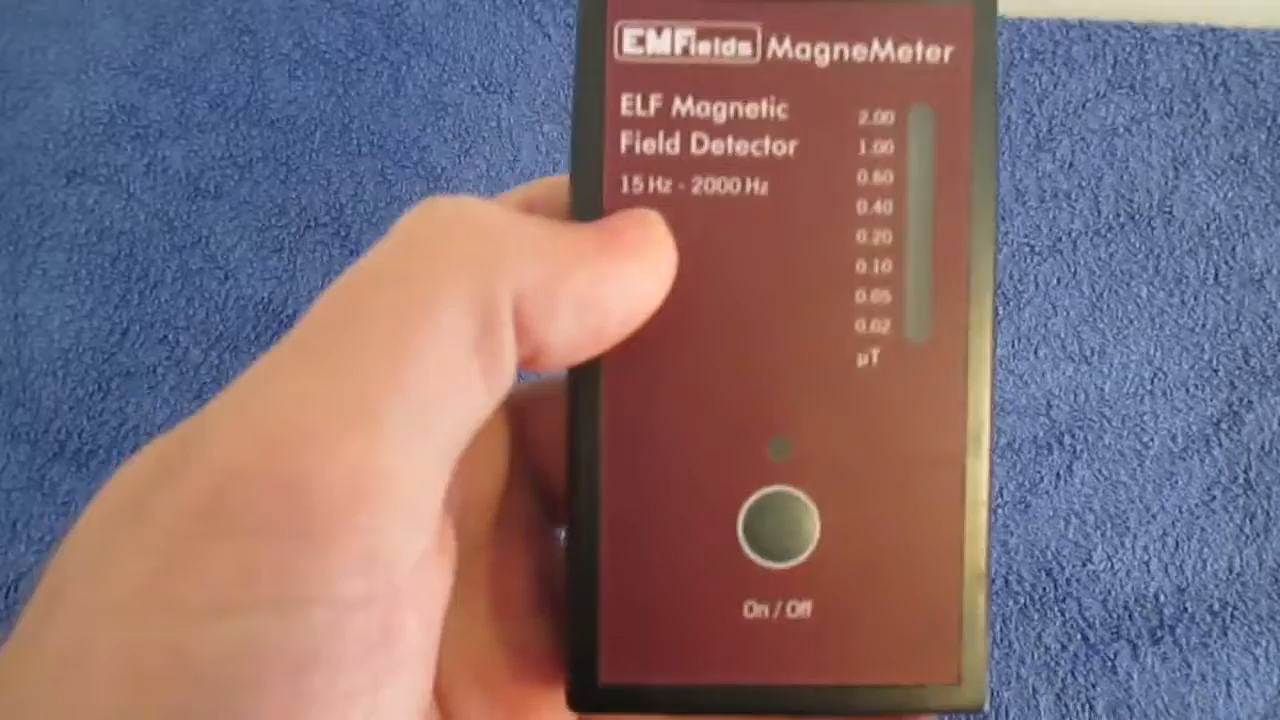 EMFields MagneMeter
ELF Magnetic
Field Detector
15 Hz - 2000 Hz
2.00
1.00
0.60
0.40
0.20
0.10
0.05
0.02
µT
On / Off